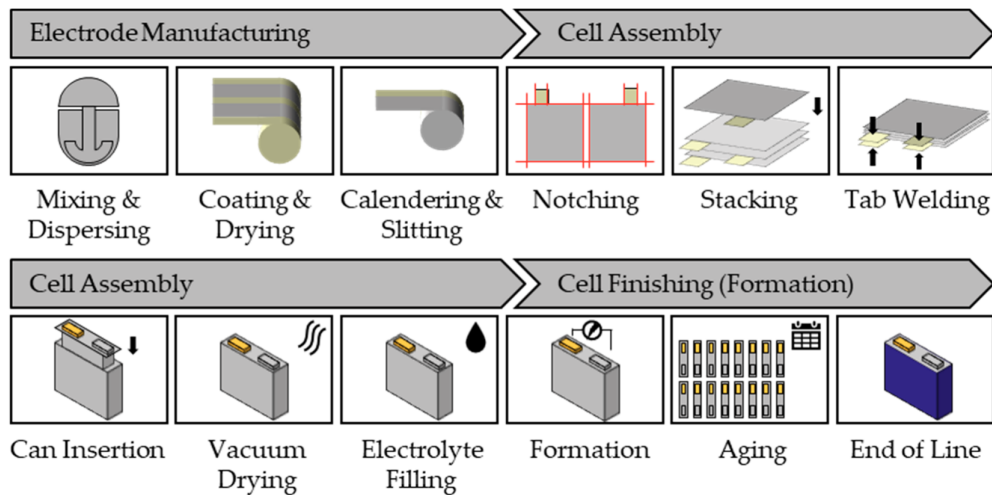 Electrode Manufacturing
Cell Assembly
Mixing &
Dispersing
Coating &
Drying
Calendering &
Slitting
Notching
Stacking
Tab Welding
Cell Assembly
Cell Finishing (Formation)
Can Insertion
Vacuum
Drying
Electrolyte
Filling
Formation
Aging
End of Line